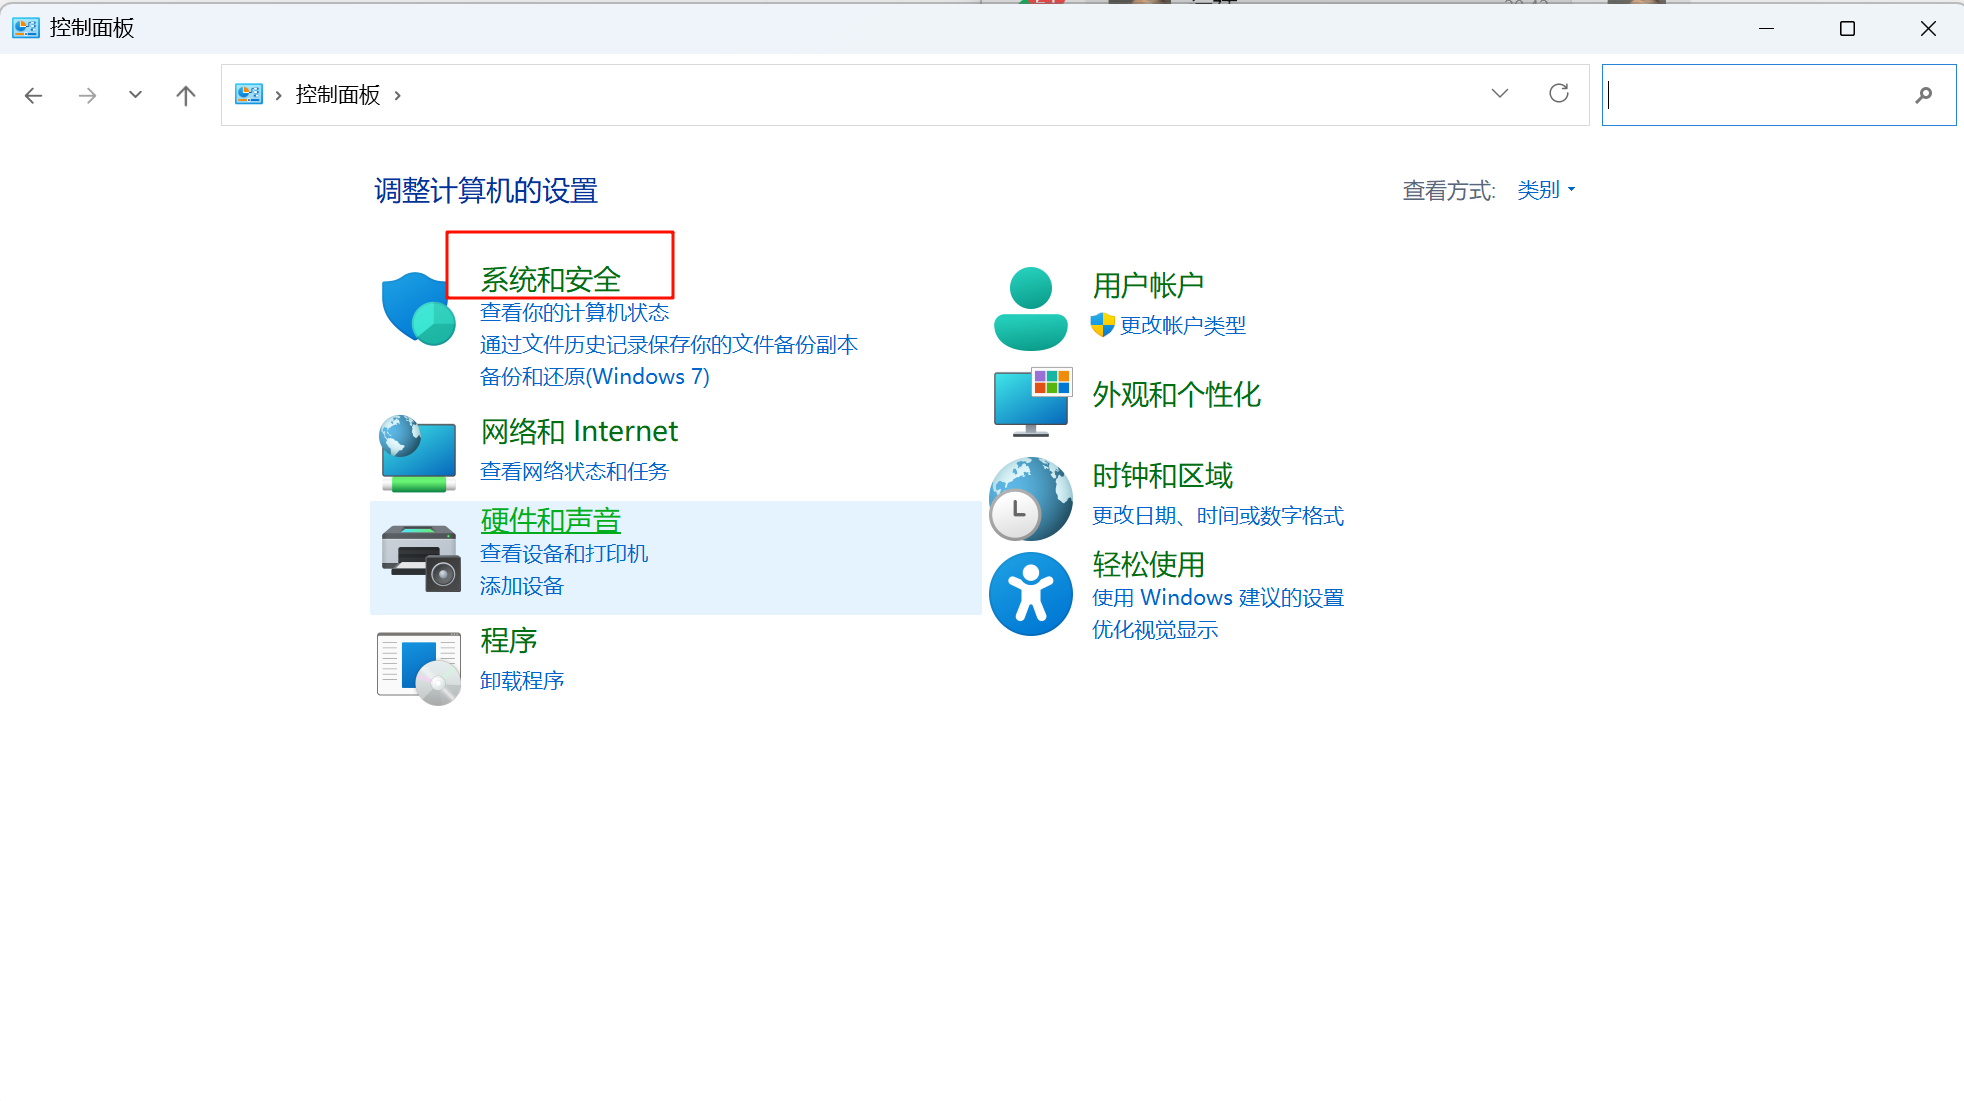 控制面板
控制面板
调整计算机的设置
查看方式: 类别
系统和安全
查看你的计算机状态
通过文件历史记录保存你的文件备份副本
备份和还原(Windows 7)
网络和 Internet
查看网络状态和任务
硬件和声音
查看设备和打印机
添加设备
程序
卸载程序
用户帐户
更改帐户类型
外观和个性化
时钟和区域
更改日期、时间或数字格式
轻松使用
使用 Windows 建议的设置
优化视觉显示